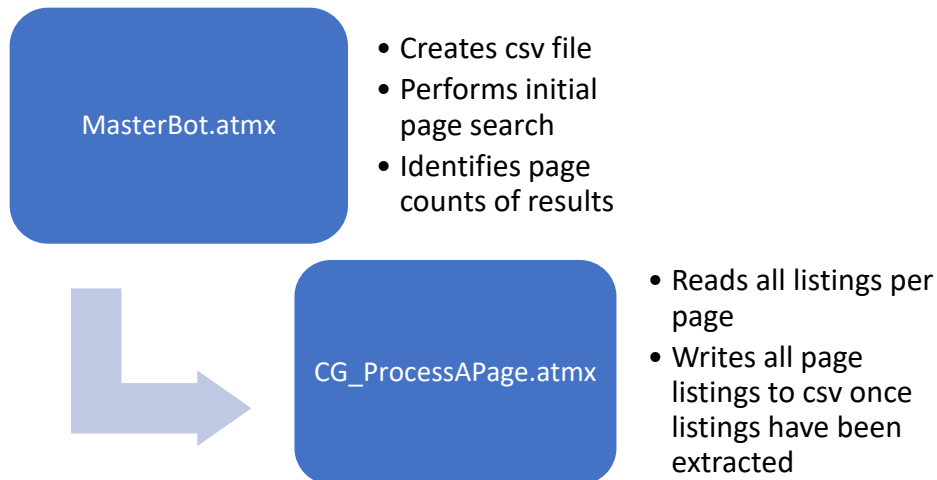 MasterBot.atmx
• Creates csv file
• Performs initial
page search
• Identifies page
counts of results
CG_ProcessAPage.atmx
• Reads all listings per
page
• Writes all page
listings to csv once
listings have been
extracted